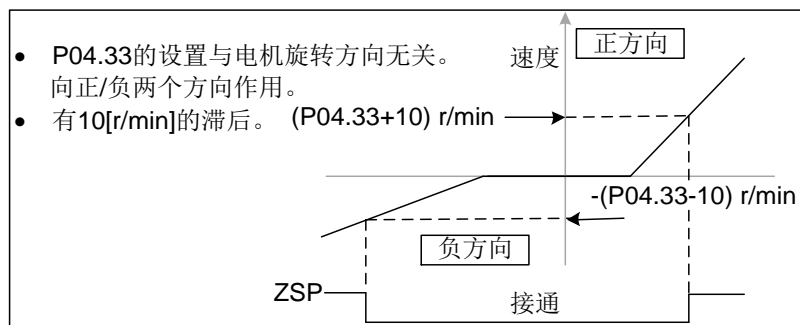 • P04.33的设置与电机旋转方向无关。
向正/负两个方向作用。
• 有10[r/min]的滞后。
速度
正方向
(P04.33+10) r/min
-(P04.33-10) r/min
负方向
ZSP
接通